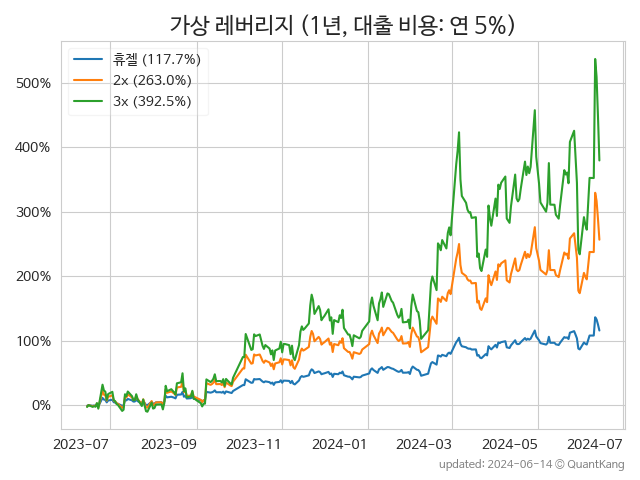 가상 레버리지 (1년, 대출 비용: 연 5%)
휴젤 (117.7%)
2x (263.0%)
3x (392.5%)
500%
400%
300%
200%
100%
0%
2023-07 2023-09 2023-11 2024-01 2024-03 2024-05 2024-07
updated: 2024-06-14 © QuantKang